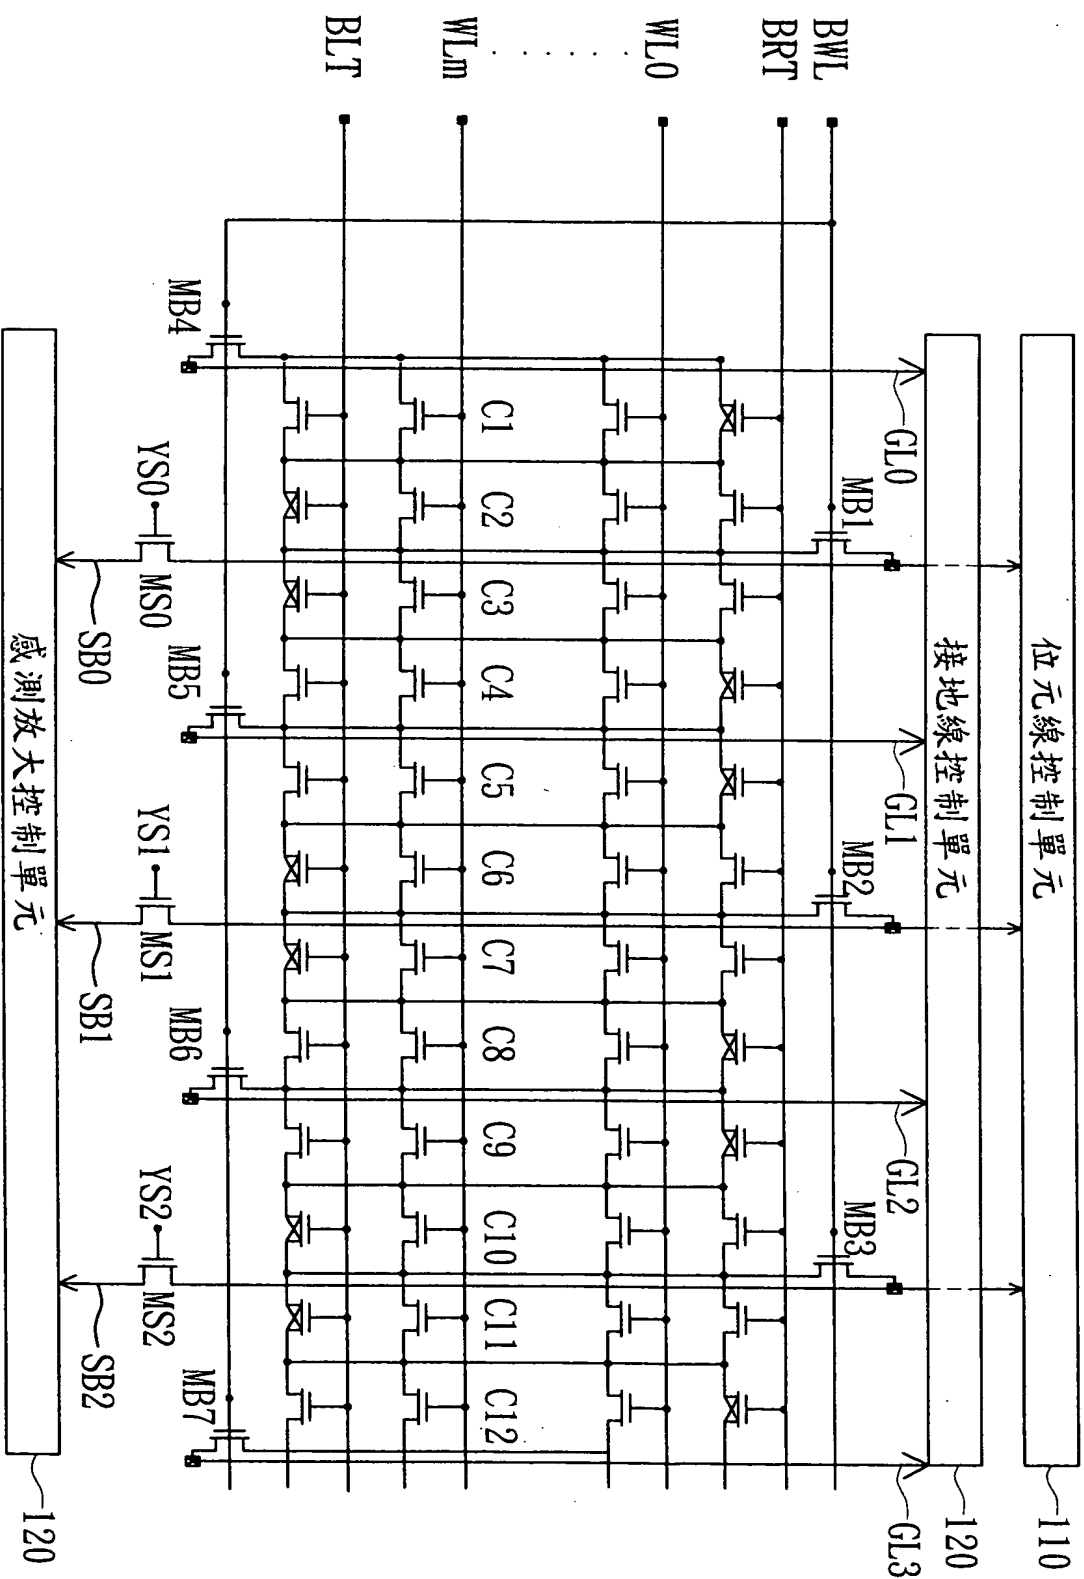 BLT
WLm
WL0
BRT
BWL
位元線控制單元
110
接地線控制單元
120
GL0
GL1
GL2
GL3
MB1
MB2
MB3
C1
C2
C3
C4
C5
C6
C7
C8
C9
C10
C11
C12
MB4
MB5
MB6
MB7
YS0
MS0
YS1
MS1
YS2
MS2
SB0
SB1
SB2
感測放大控制單元
120